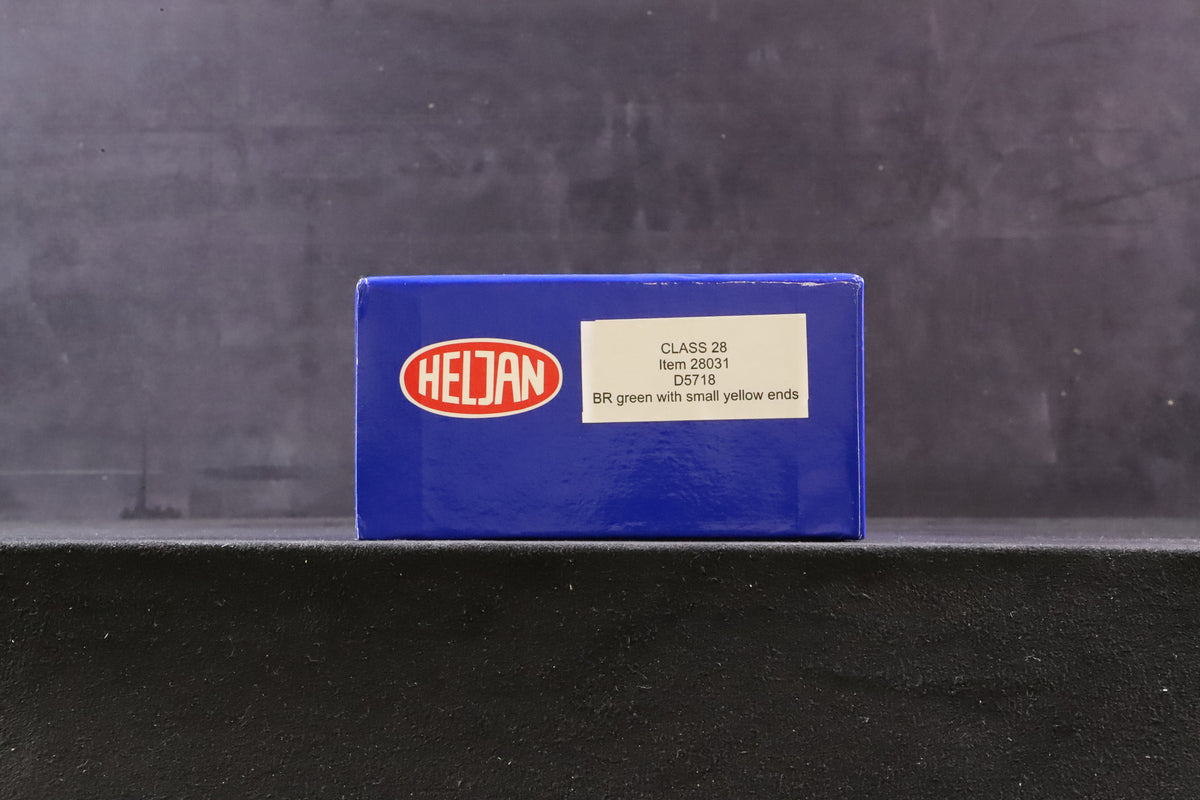 HELJAN
CLASS 28
Item 28031
D5718
BR green with small yellow ends